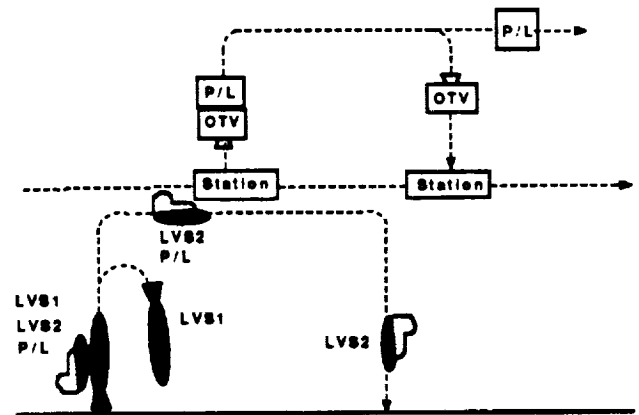 P/L
P/L
OTV
OTV
Station
Station
LVS2
P/L
LVS1
LVS2
P/L
LVS1
LVS2